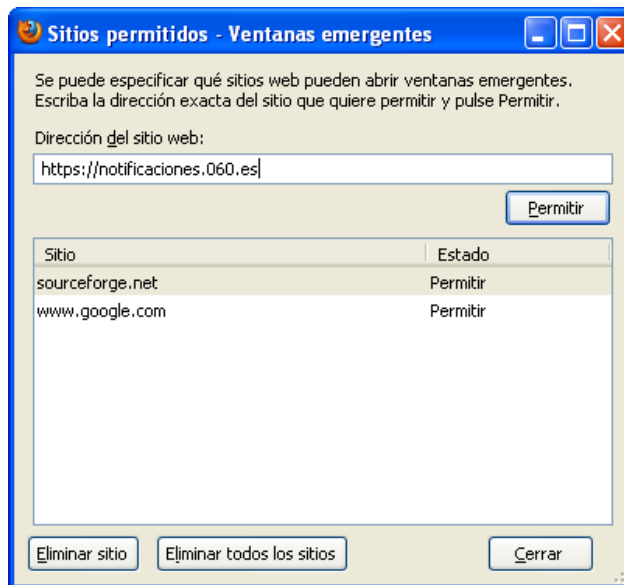 Sitios permitidos - Ventanas emergentes
Se puede especificar qué sitios web pueden abrir ventanas emergentes.
Escriba la dirección exacta del sitio que quiere permitir y pulse Permitir.
Dirección del sitio web:
https://notificaciones.060.es
Permitir
Sitio Estado
sourceforge.net Permitir
www.google.com Permitir
Eliminar sitio Eliminar todos los sitios Cerrar